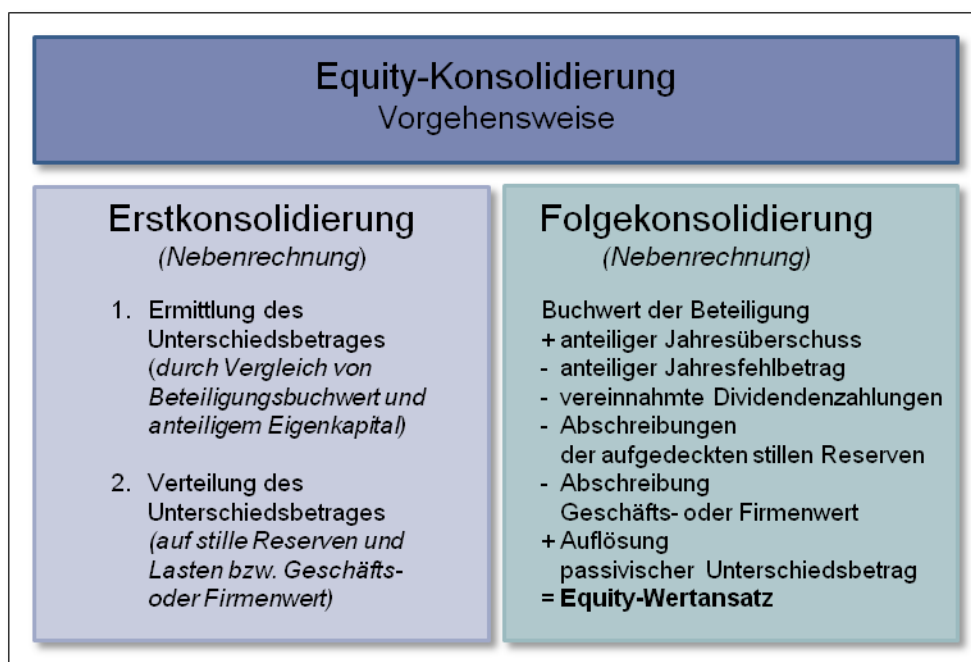 Equity-Konsolidierung
Vorgehensweise
Erstkonsolidierung
(Nebenrechnung)
1. Ermittlung des
Unterschiedsbetrages
(durch Vergleich von
Beteiligungsbuchwert und
anteiligem Eigenkapital)
2. Verteilung des
Unterschiedsbetrages
(auf stille Reserven und
Lasten bzw. Geschäfts-
oder Firmenwert)
Folgekonsolidierung
(Nebenrechnung)
Buchwert der Beteiligung
+ anteiliger Jahresüberschuss
- anteiliger Jahresfehlbetrag
- vereinnahmte Dividendenzahlungen
- Abschreibungen
der aufgedeckten stillen Reserven
- Abschreibung
Geschäfts- oder Firmenwert
+ Auflösung
passivischer Unterschiedsbetrag
= Equity-Wertansatz